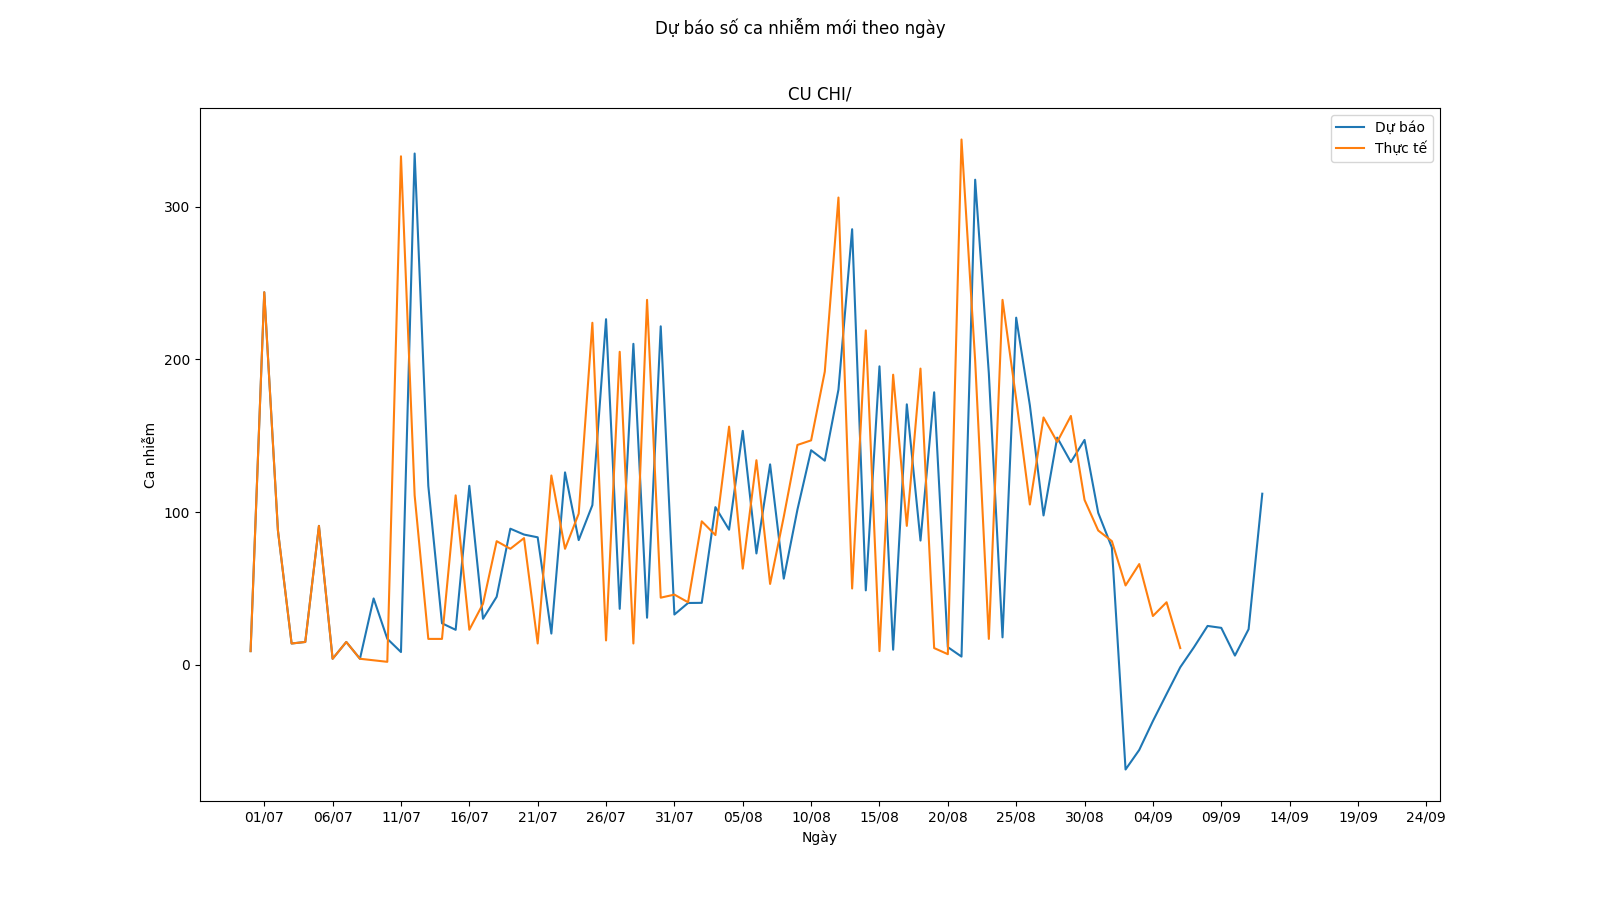 Dự báo số ca nhiễm mới theo ngày
CU CHI/
Dự báo
Thực tế
Ca nhiễm
300
200
100
0
01/07 06/07 11/07 16/07 21/07 26/07 31/07 05/08 10/08 15/08 20/08 25/08 30/08 04/09 09/09 14/09 19/09 24/09
Ngày